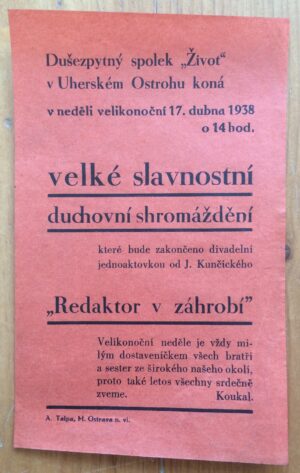 Dušezpytný spolek „Život“
v Uherském Ostrohu koná
v neděli velikonoční 17. dubna 1938
o 14 hod.
velké slavnostní
duchovní shromáždění
které bude zakončeno divadelní
jednoaktovkou od J. Kunčického
„Redaktor v záhrobí”
Velikonoční neděle je vždy mi-
lým dostaveníčkem všech bratří
a sester ze širokého našeho okolí,
proto také letos všechny srdečně
zveme. Koukal.
A. Talpa, M. Ostrava n. vi.